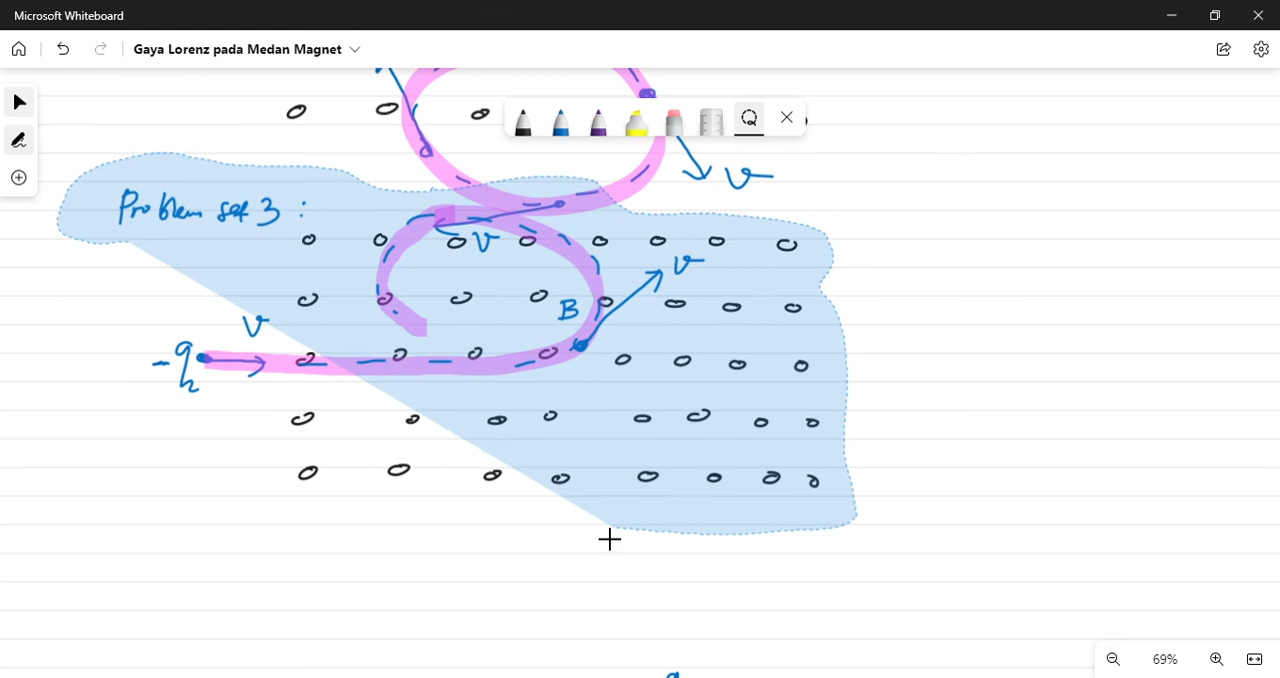 Microsoft Whiteboard
Gaya Lorenz pada Medan Magnet
v
Problem set 3 :
v
v
B
v
-q
69%